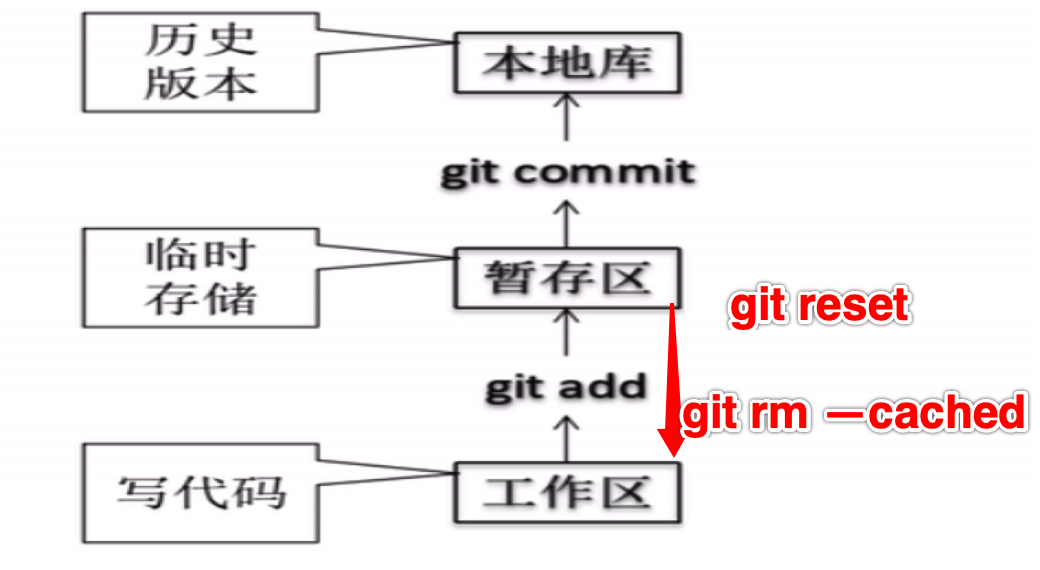 历史
版本
本地库
git commit
临时
存储
暂存区
git reset
git add
git rm —cached
写代码
工作区